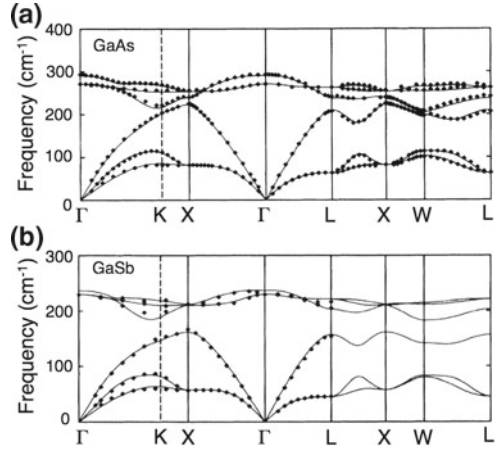 (a)
GaAs
Frequency (cm⁻¹)
400
300
200
100
0
Γ K X Γ L X W L
(b)
GaSb
Frequency (cm⁻¹)
300
200
100
0
Γ K X Γ L X W L